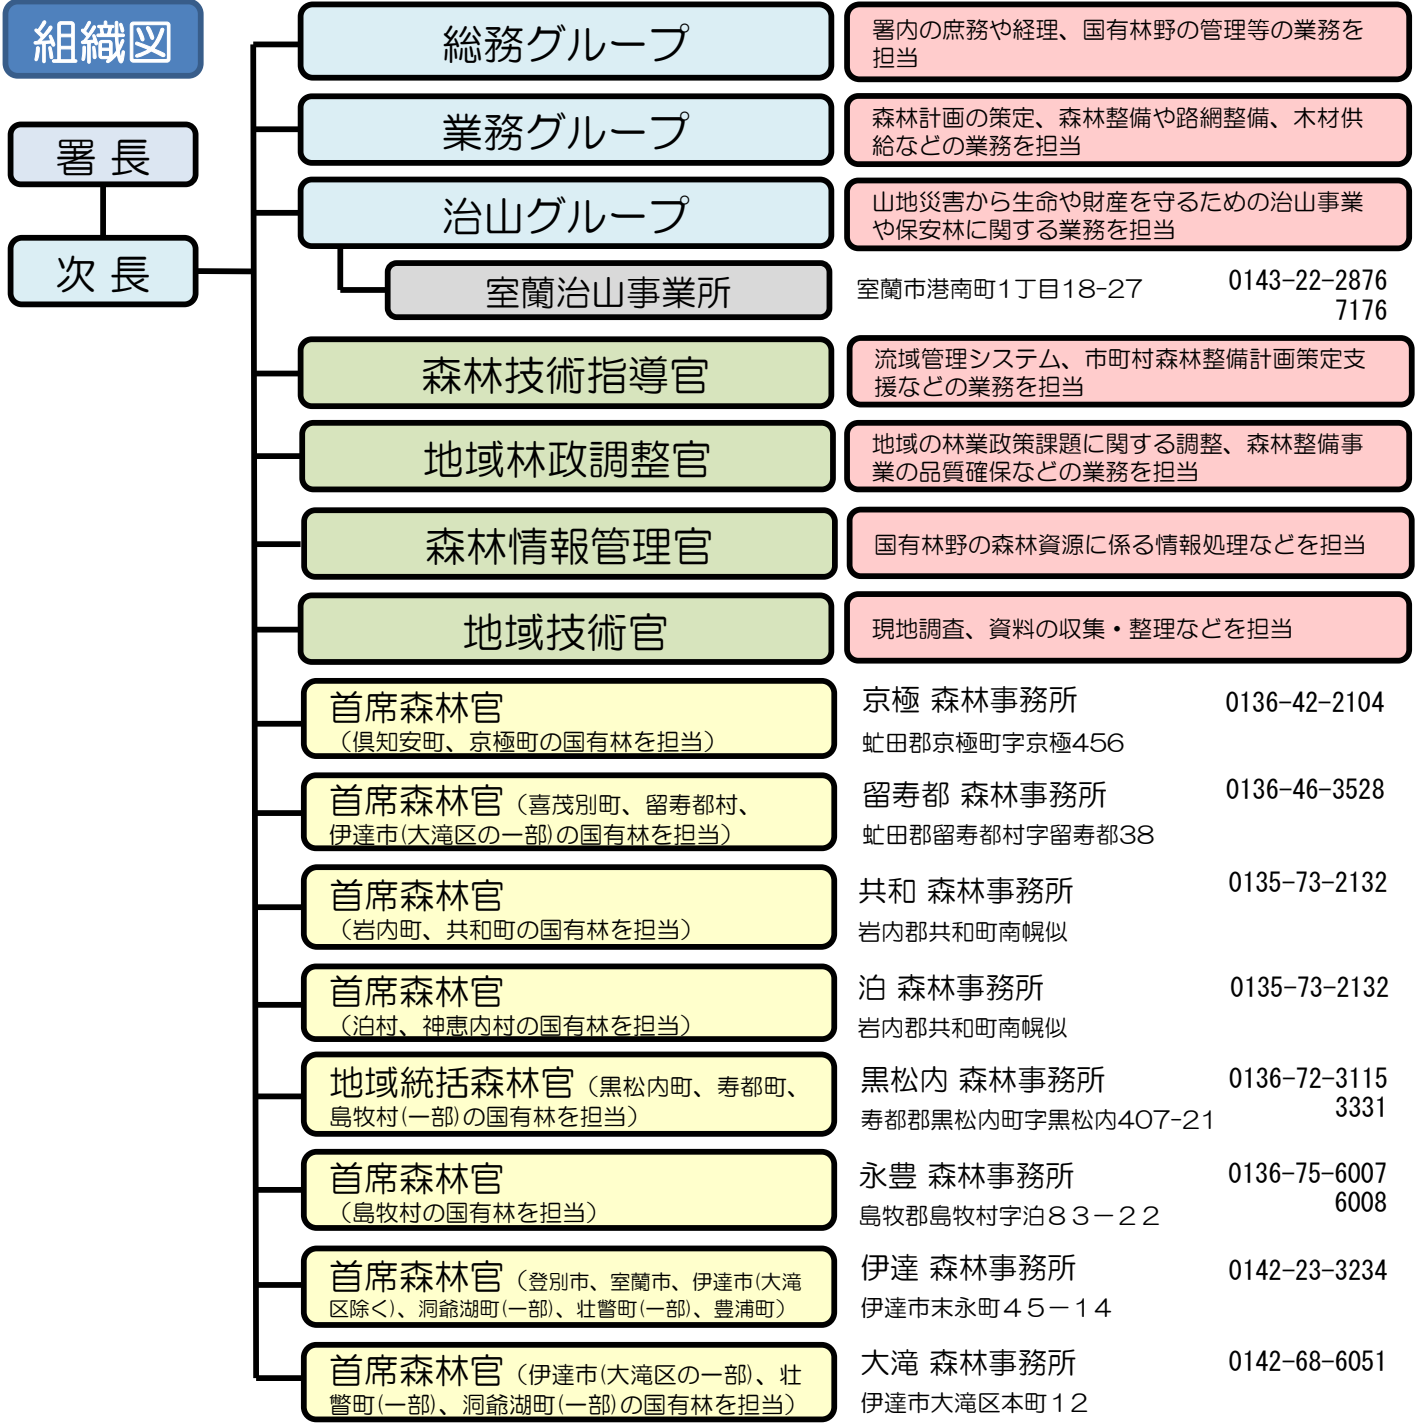 組織図
署 長
次 長
総務グループ
署内の庶務や経理、国有林野の管理等の業務を
担当
業務グループ
森林計画の策定、森林整備や路網整備、木材供
給などの業務を担当
治山グループ
山地災害から生命や財産を守るための治山事業
や保安林に関する業務を担当
室蘭治山事業所
室蘭市港南町1丁目18-27
0143-22-2876
7176
森林技術指導官
流域管理システム、市町村森林整備計画策定支
援などの業務を担当
地域林政調整官
地域の林業政策課題に関する調整、森林整備事
業の品質確保などの業務を担当
森林情報管理官
国有林野の森林資源に係る情報処理などを担当
地域技術官
現地調査、資料の収集・整理などを担当
首席森林官
（倶知安町、京極町の国有林を担当）
京極 森林事務所
0136-42-2104
虻田郡京極町字京極456
首席森林官（喜茂別町、留寿都村、
伊達市(大滝区の一部)の国有林を担当）
留寿都 森林事務所
0136-46-3528
虻田郡留寿都村字留寿都38
首席森林官
（岩内町、共和町の国有林を担当）
共和 森林事務所
0135-73-2132
岩内郡共和町南幌似
首席森林官
（泊村、神恵内村の国有林を担当）
泊 森林事務所
0135-73-2132
岩内郡共和町南幌似
地域統括森林官（黒松内町、寿都町、
島牧村(一部)の国有林を担当）
黒松内 森林事務所
0136-72-3115
3331
寿都郡黒松内町字黒松内407-21
首席森林官
（島牧村の国有林を担当）
永豊 森林事務所
0136-75-6007
6008
島牧郡島牧村字泊８３－２２
首席森林官（登別市、室蘭市、伊達市(大滝
区除く)、洞爺湖町(一部)、壮瞥町(一部)、豊浦町）
伊達 森林事務所
0142-23-3234
伊達市末永町４５－１４
首席森林官（伊達市(大滝区の一部)、壮
瞥町(一部)、洞爺湖町(一部)の国有林を担当）
大滝 森林事務所
0142-68-6051
伊達市大滝区本町１２